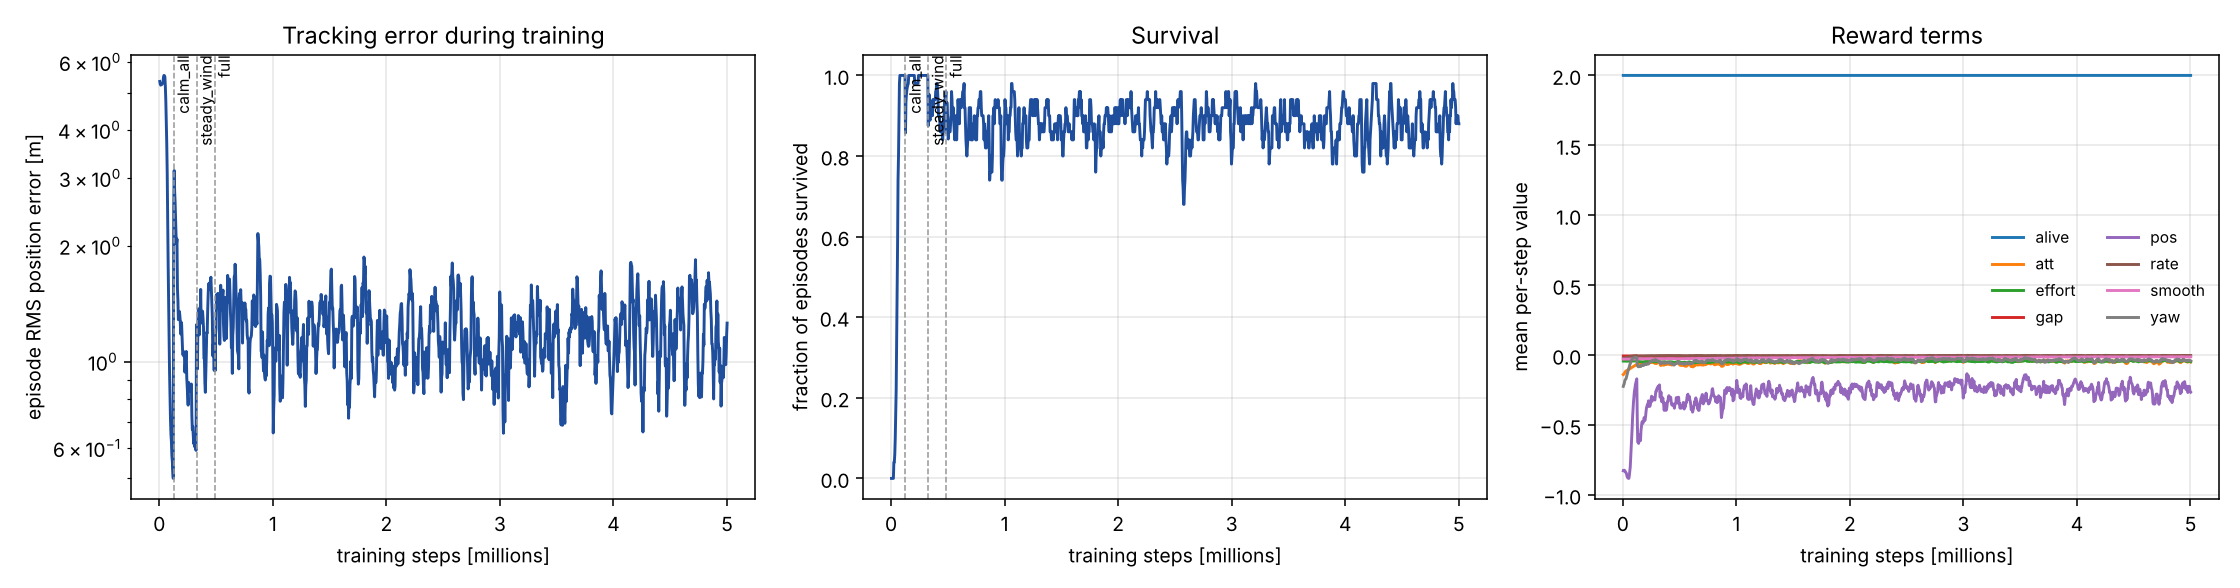 Tracking error during training
episode RMS position error [m]
6 × 10⁰
4 × 10⁰
3 × 10⁰
2 × 10⁰
10⁰
6 × 10⁻¹
calm_all
steady_wind
full
0 1 2 3 4 5
training steps [millions]
Survival
fraction of episodes survived
1.0
0.8
0.6
0.4
0.2
0.0
calm_all
steady_wind
full
0 1 2 3 4 5
training steps [millions]
Reward terms
mean per-step value
2.0
1.5
1.0
0.5
0.0
−0.5
−1.0
alive pos
att rate
effort smooth
gap yaw
0 1 2 3 4 5
training steps [millions]